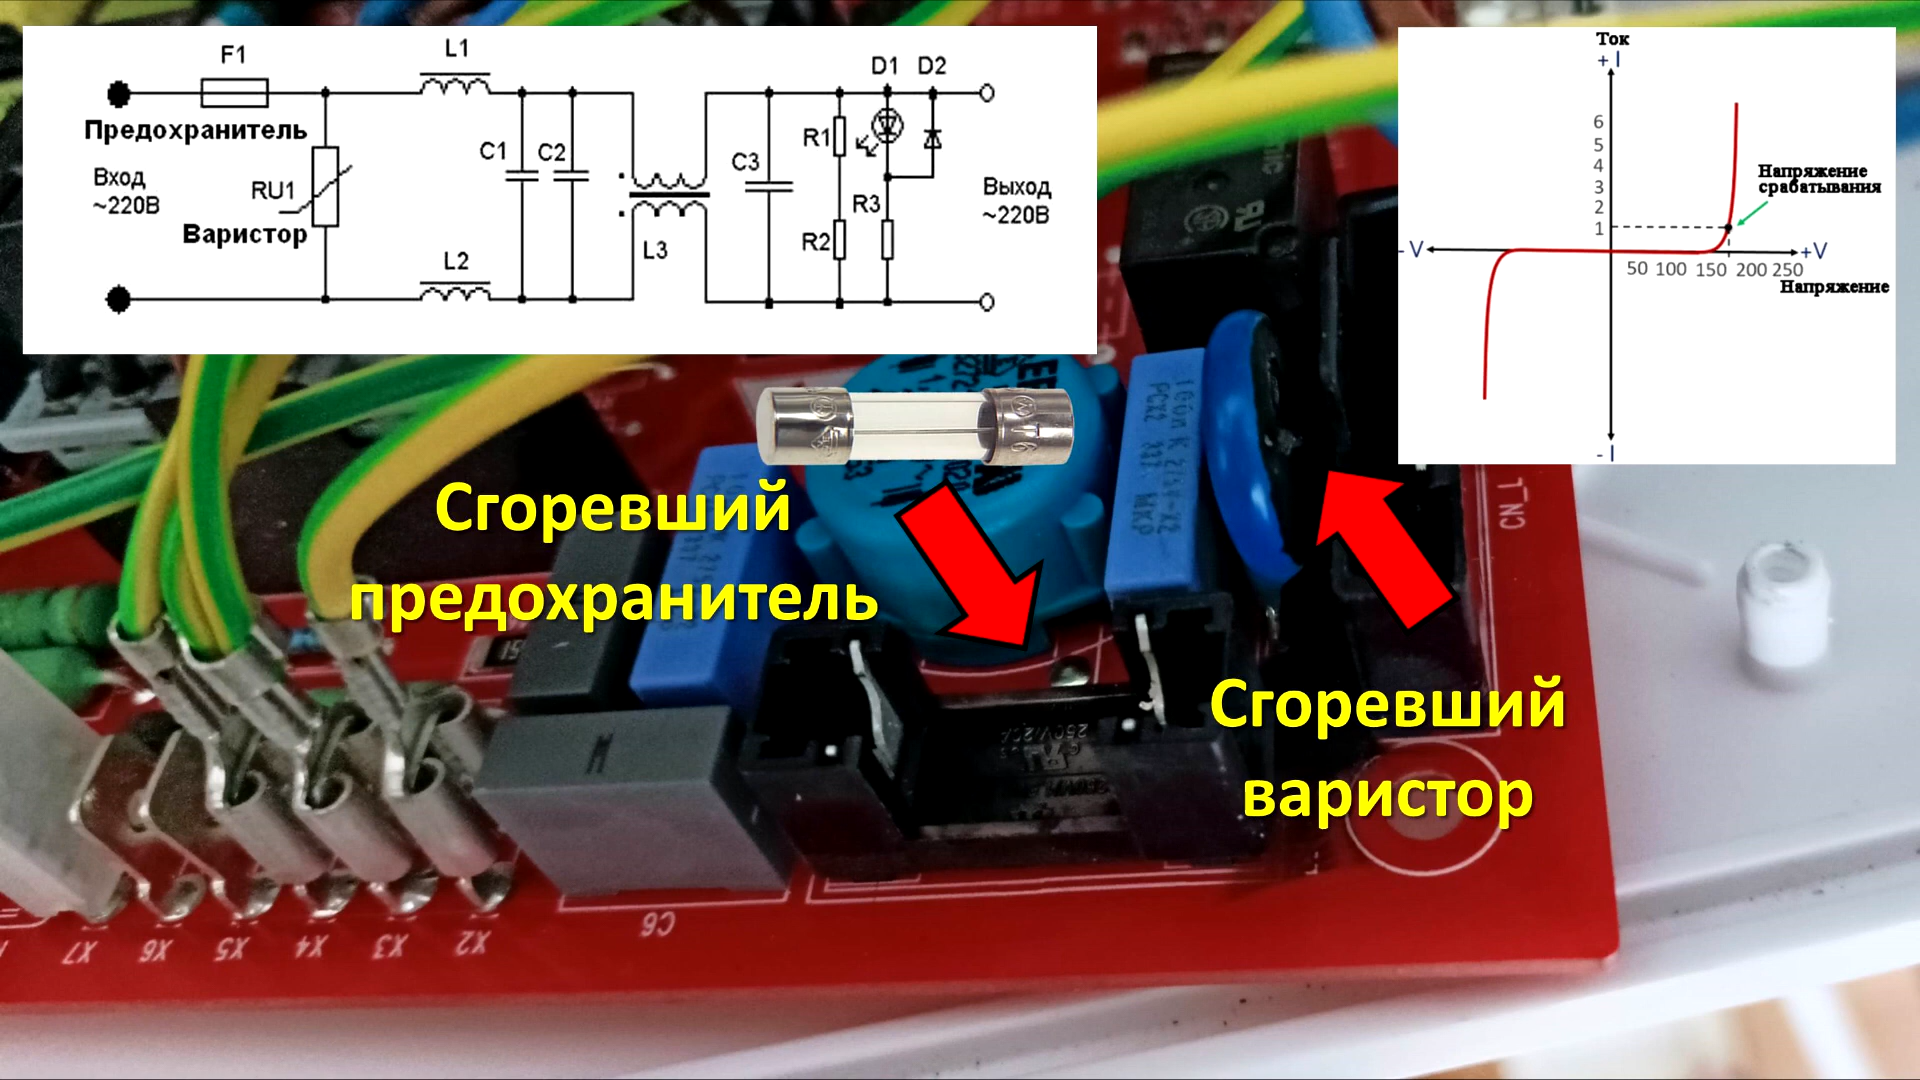 F1
L1
D1
D2
Предохранитель
R1
C1
C2
C3
Вход
~220В
RU1
Выход
~220В
R3
Варистор
R2
L3
L2
Ток
+ I
6
5
4
3
2
1
Напряжение
срабатывания
- V
+V
50 100 150 200 250
Напряжение
- I
Сгоревший
предохранитель
Сгоревший
варистор
CN_L
C6
X7
X6
X5
X4
X3
X2